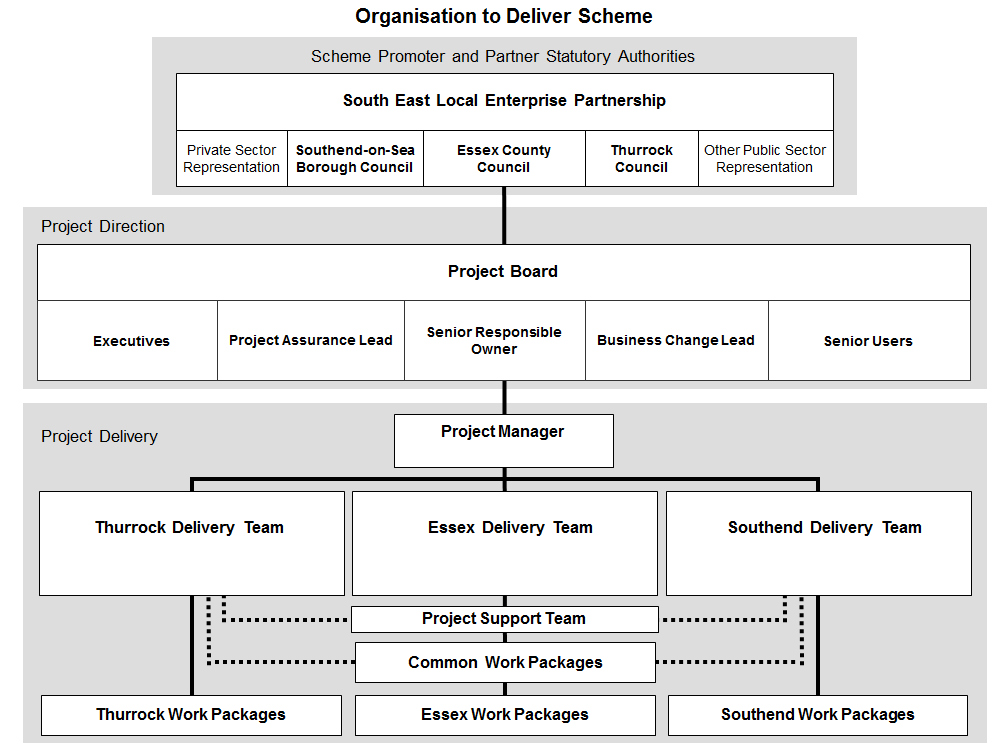 Organisation to Deliver Scheme
Scheme Promoter and Partner Statutory Authorities
South East Local Enterprise Partnership
Private Sector
Representation
Southend-on-Sea
Borough Council
Essex County
Council
Thurrock
Council
Other Public Sector
Representation
Project Direction
Project Board
Executives
Project Assurance Lead
Senior Responsible
Owner
Business Change Lead
Senior Users
Project Delivery
Project Manager
Thurrock Delivery Team
Essex Delivery Team
Southend Delivery Team
Project Support Team
Common Work Packages
Thurrock Work Packages
Essex Work Packages
Southend Work Packages